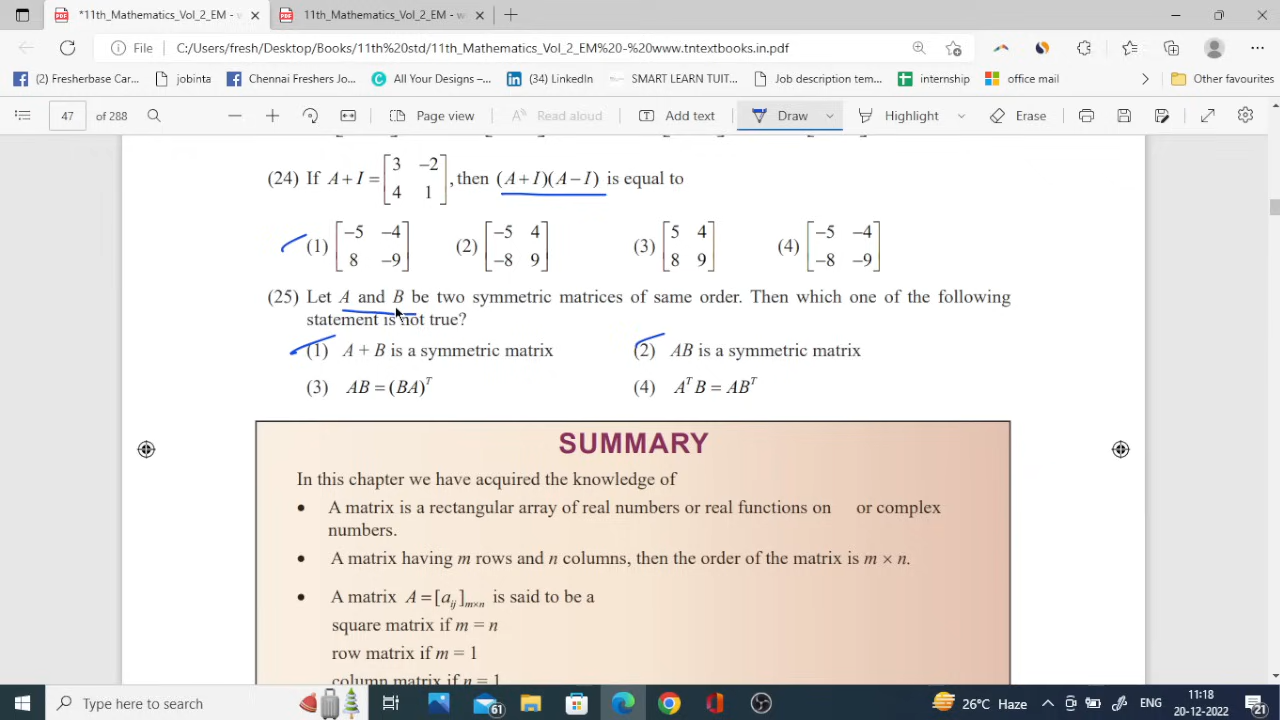 *11th_Mathematics_Vol_2_EM - v
11th_Mathematics_Vol_2_EM - w
File C:/Users/fresh/Desktop/Books/11th%20std/11th_Mathematics_Vol_2_EM%20-%20www.tntextbooks.in.pdf
(2) Fresherbase Car... jobinta Chennai Freshers Jo... All Your Designs –... (34) LinkedIn SMART LEARN TUIT... Job description tem... internship office mail Other favourites
47 of 288 Page view Read aloud Add text Draw Highlight Erase
(24) If A + I = [3 −2; 4 1], then (A + I)(A − I) is equal to
(1) [−5 −4; 8 −9] (2) [−5 4; −8 9] (3) [5 4; 8 9] (4) [−5 −4; −8 −9]
(25) Let A and B be two symmetric matrices of same order. Then which one of the following
statement is not true?
(1) A + B is a symmetric matrix (2) AB is a symmetric matrix
(3) AB = (BA)^T (4) A^T B = AB^T
SUMMARY
In this chapter we have acquired the knowledge of
• A matrix is a rectangular array of real numbers or real functions on or complex
numbers.
• A matrix having m rows and n columns, then the order of the matrix is m × n.
• A matrix A = [a_ij]_m×n is said to be a
square matrix if m = n
row matrix if m = 1
column matrix if n = 1
Type here to search 61 26°C Haze ENG 11:18
20-12-2022 21